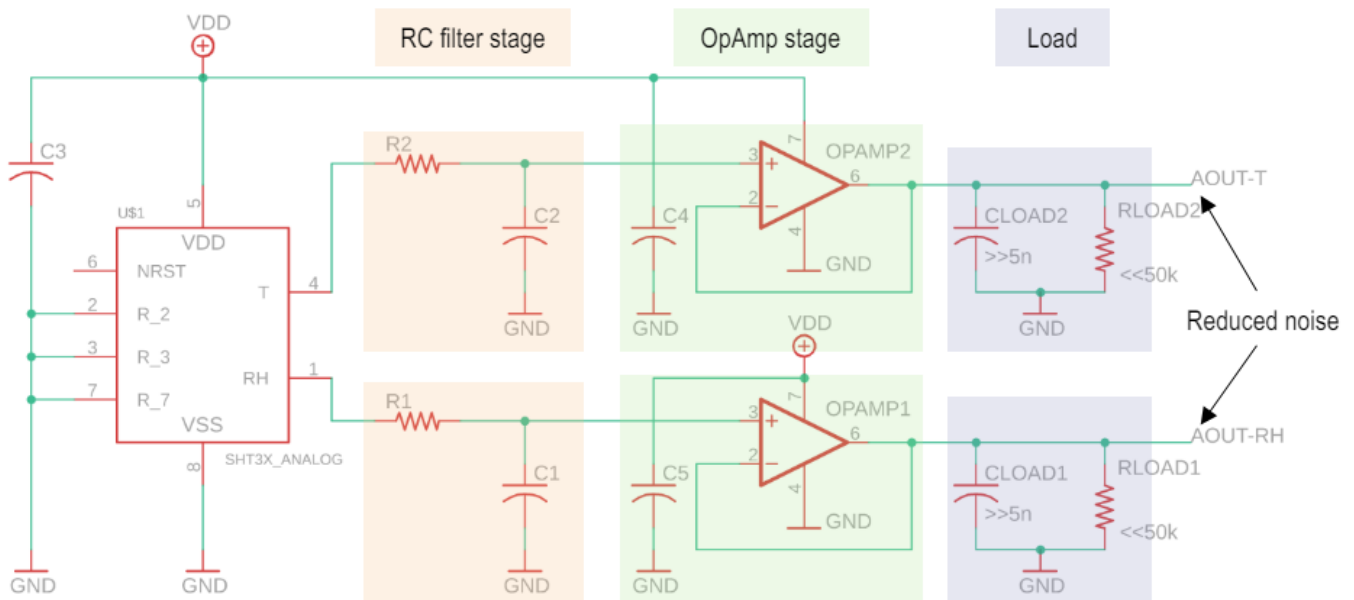 VDD
RC filter stage
OpAmp stage
Load
C3
R2
C2
C4
3
2
7
OPAMP2
6
4
GND
AOUT-T
CLOAD2
>>5n
RLOAD2
<<50k
GND
GND
GND
U$1
5
VDD
6
NRST
2
R_2
3
R_3
7
R_7
T
4
RH
1
VSS
8
SHT3X_ANALOG
GND
GND
Reduced noise
VDD
R1
C1
C5
3
2
7
OPAMP1
6
4
GND
AOUT-RH
CLOAD1
>>5n
RLOAD1
<<50k
GND
GND
GND